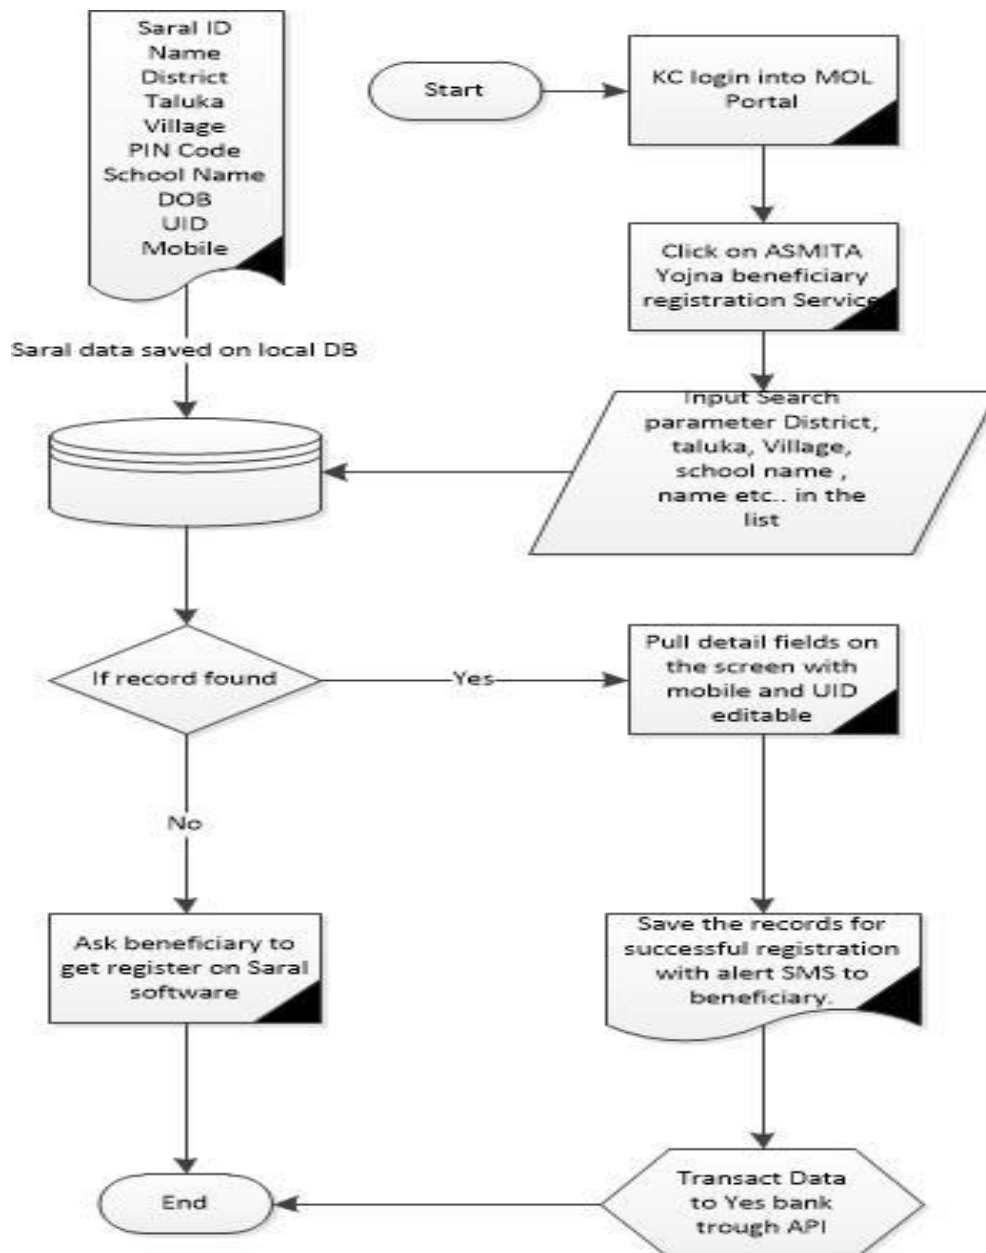 Saral ID
Name
District
Taluka
Village
PIN Code
School Name
DOB
UID
Mobile
Start
KC login into MOL
Portal
Click on ASMITA
Yojna beneficiary
registration Service
Saral data saved on local DB
Input Search
parameter District,
taluka, Village,
school name ,
name etc.. in the
list
If record found
Yes
Pull detail fields on
the screen with
mobile and UID
editable
No
Ask beneficiary to
get register on Saral
software
Save the records for
successful registration
with alert SMS to
beneficiary.
End
Transact Data
to Yes bank
trough API